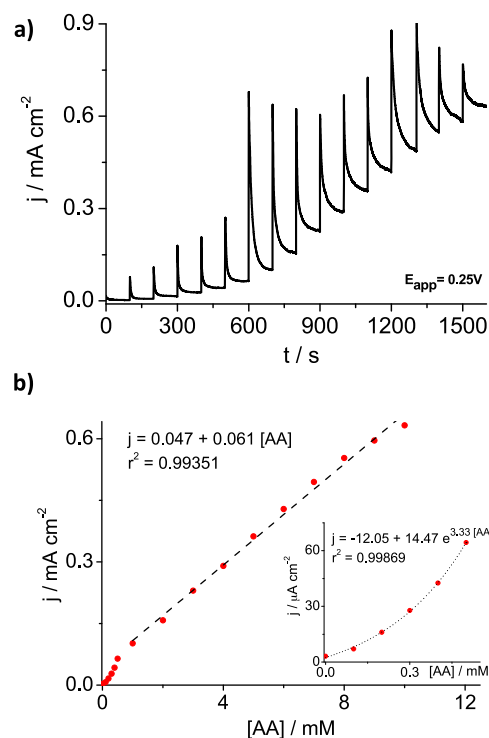 a)
0.9
0.6
0.3
0.0
j / mA cm⁻²
E_app= 0.25V
0 300 600 900 1200 1500
t / s
b)
0.6
0.3
0.0
j / mA cm⁻²
j = 0.047 + 0.061 [AA]
r² = 0.99351
j = -12.05 + 14.47 e^3.33 [AA
r² = 0.99869
60
30
0
j / μA cm⁻²
0.0 0.3
[AA] / mM
0 4 8 12
[AA] / mM